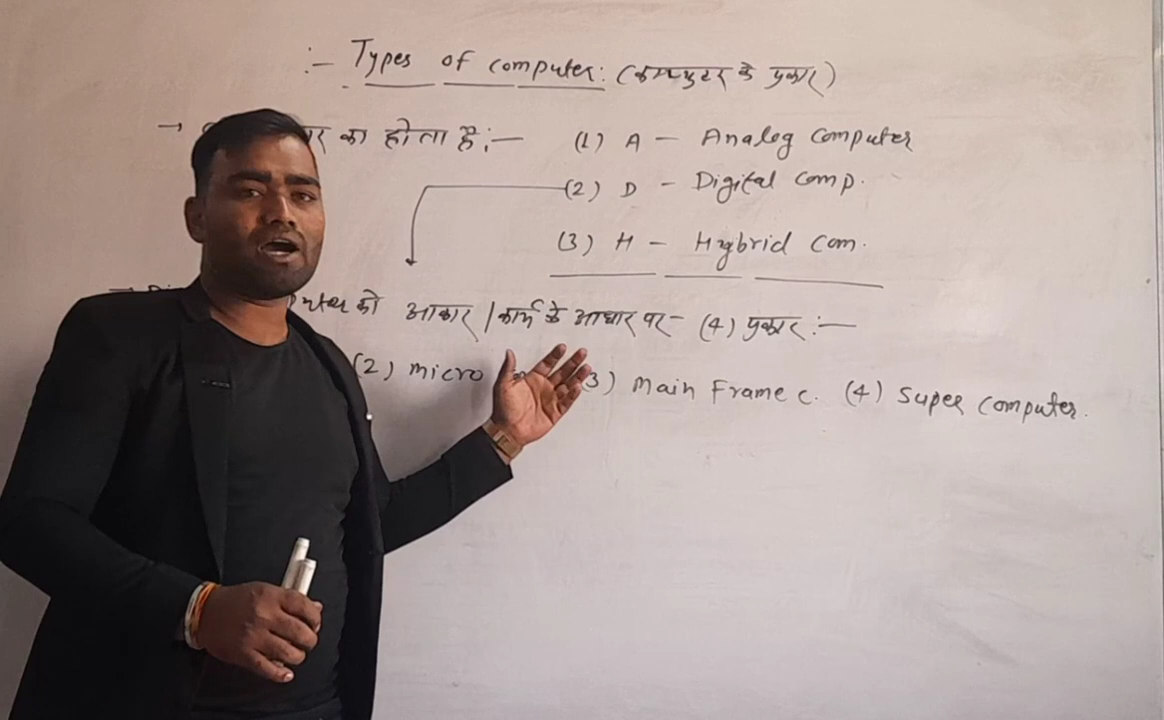 :- Types of computer: (कम्प्युटर के प्रकार)
→ का होता है:- (1) A - Analog Computer
(2) D - Digital Comp.
(3) H - Hybrid Com.
को आकार / कार्य के आधार पर - (4) प्रकार:-
(2) micro (3) Main Frame c. (4) Super Computer.